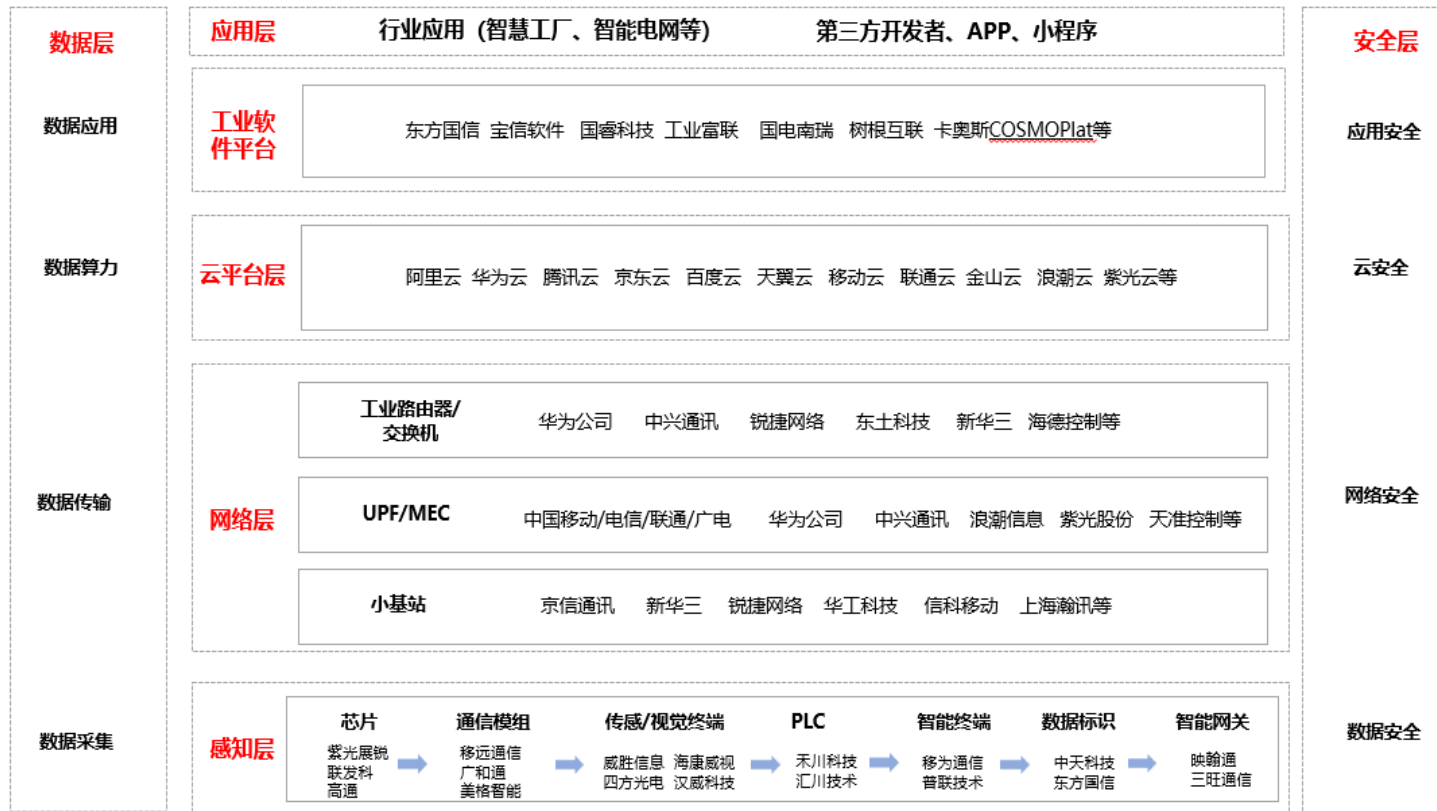 数据层
数据应用
数据算力
数据传输
数据采集
应用层 行业应用（智慧工厂、智能电网等） 第三方开发者、APP、小程序
工业软
件平台
东方国信 宝信软件 国睿科技 工业富联 国电南瑞 树根互联 卡奥斯COSMOPlat等
云平台层
阿里云 华为云 腾讯云 京东云 百度云 天翼云 移动云 联通云 金山云 浪潮云 紫光云等
网络层
工业路由器/
交换机
华为公司 中兴通讯 锐捷网络 东土科技 新华三 海德控制等
UPF/MEC
中国移动/电信/联通/广电 华为公司 中兴通讯 浪潮信息 紫光股份 天准控制等
小基站
京信通讯 新华三 锐捷网络 华工科技 信科移动 上海瀚讯等
感知层
芯片
紫光展锐
联发科
高通
通信模组
移远通信
广和通
美格智能
传感/视觉终端
威胜信息 海康威视
四方光电 汉威科技
PLC
禾川科技
汇川技术
智能终端
移为通信
普联技术
数据标识
中天科技
东方国信
智能网关
映翰通
三旺通信
安全层
应用安全
云安全
网络安全
数据安全